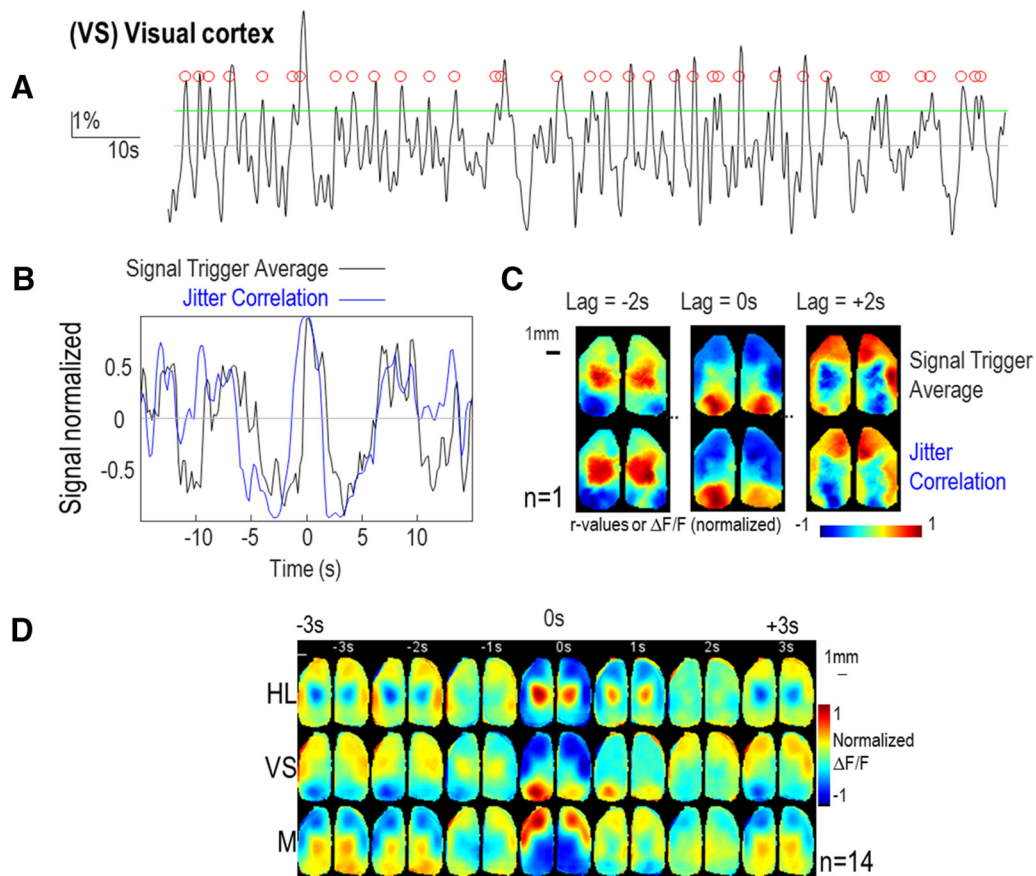 (VS) Visual cortex
A
1%
10s
B
Signal Trigger Average
Jitter Correlation
Signal normalized
0.5
0
-0.5
-10
-5
0
5
10
Time (s)
C
Lag = -2s
Lag = 0s
Lag = +2s
1mm
Signal Trigger
Average
Jitter
Correlation
n=1
r-values or ΔF/F (normalized)
-1
1
D
-3s
0s
+3s
-3s
-2s
-1s
0s
1s
2s
3s
1mm
HL
VS
M
1
Normalized
ΔF/F
-1
n=14